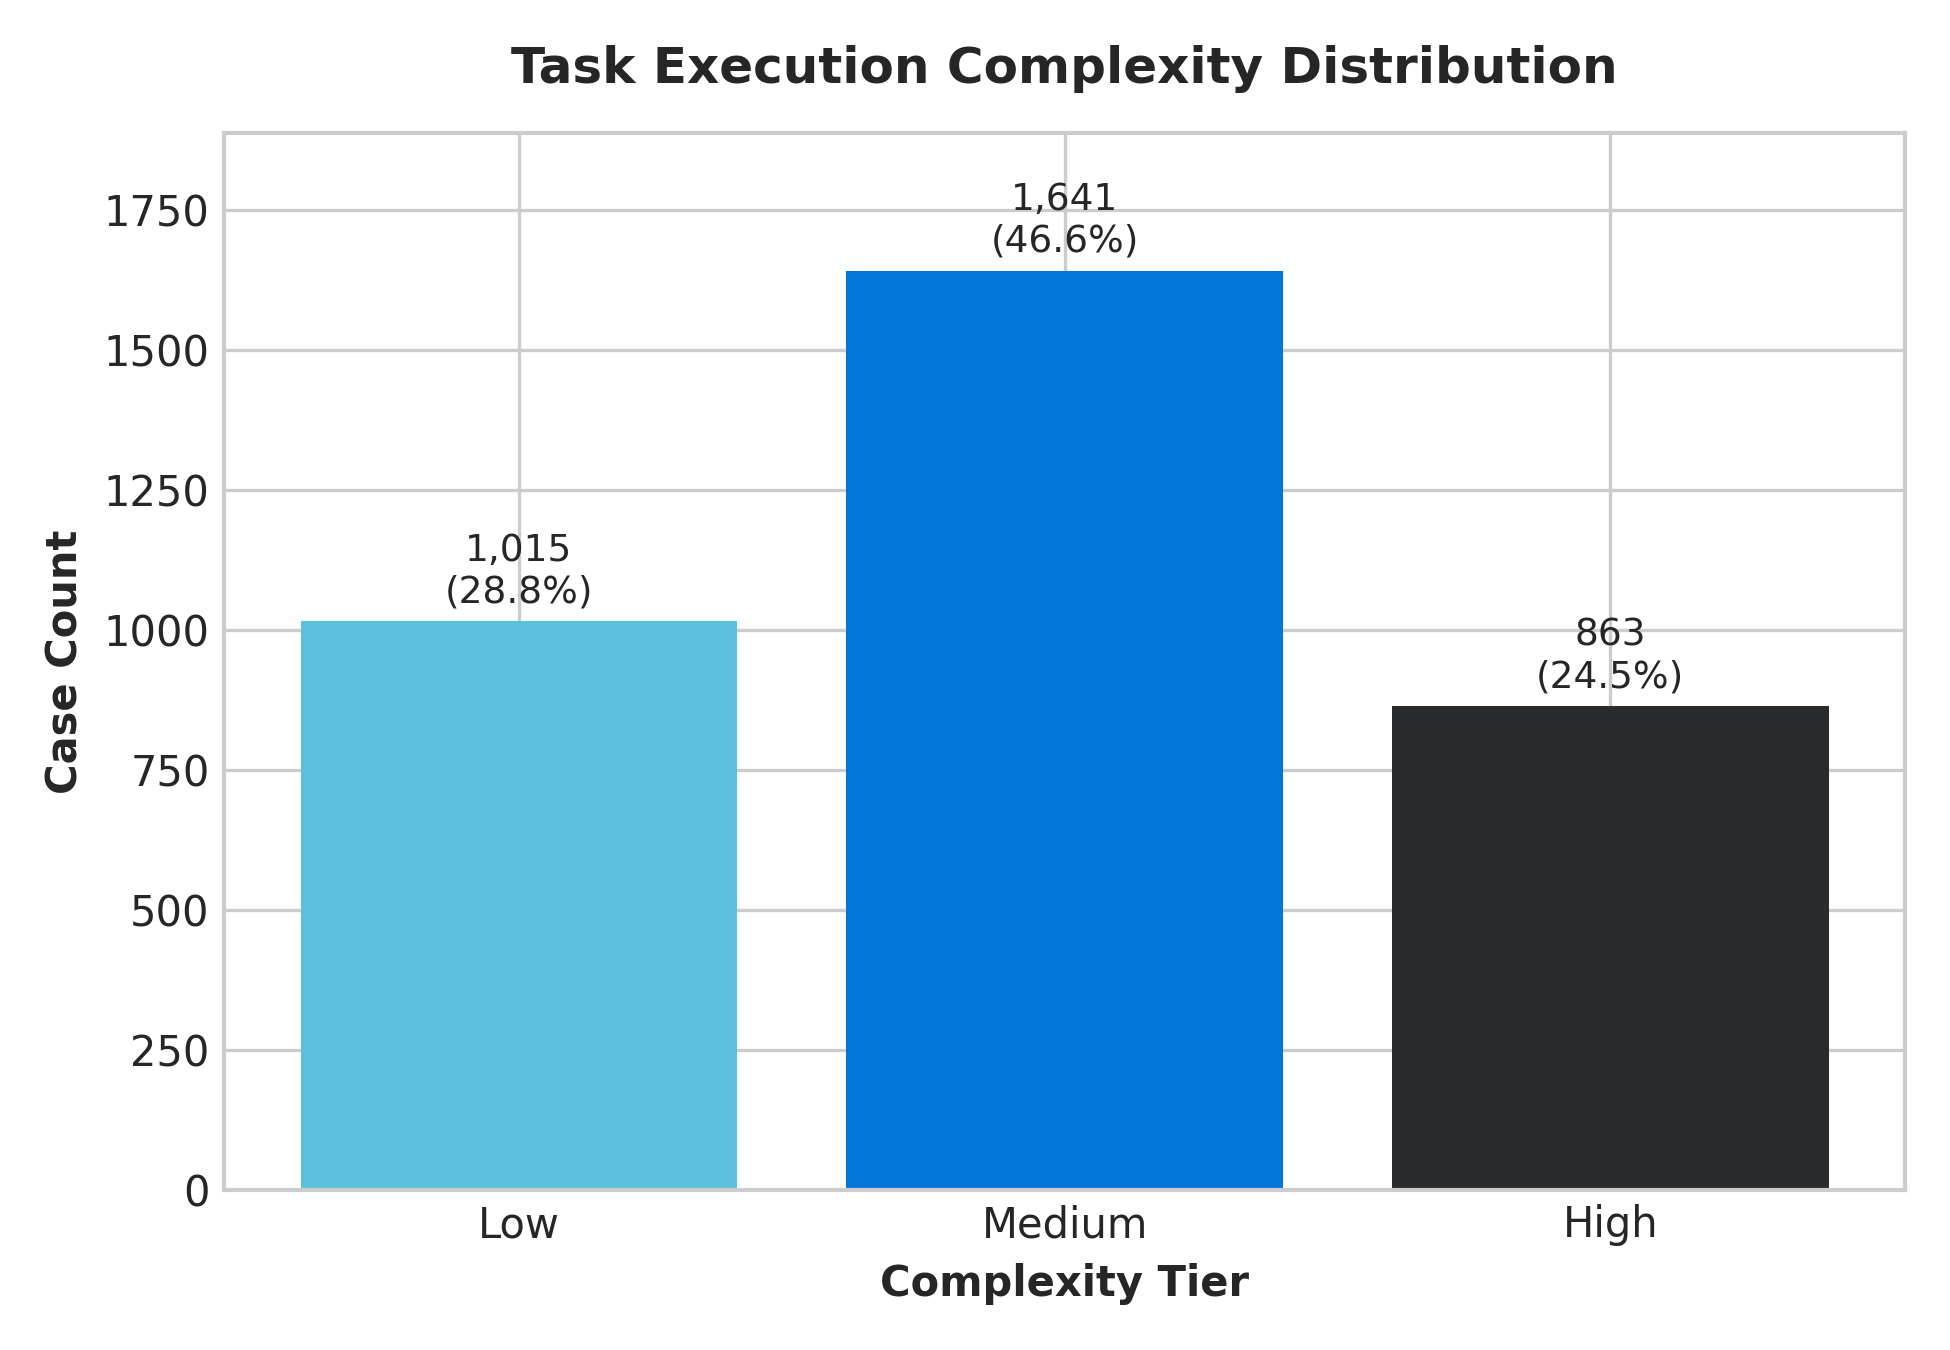 Task Execution Complexity Distribution
1750
1500
1250
1000
750
500
250
0
Case Count
1,015
(28.8%)
1,641
(46.6%)
863
(24.5%)
Low
Medium
High
Complexity Tier